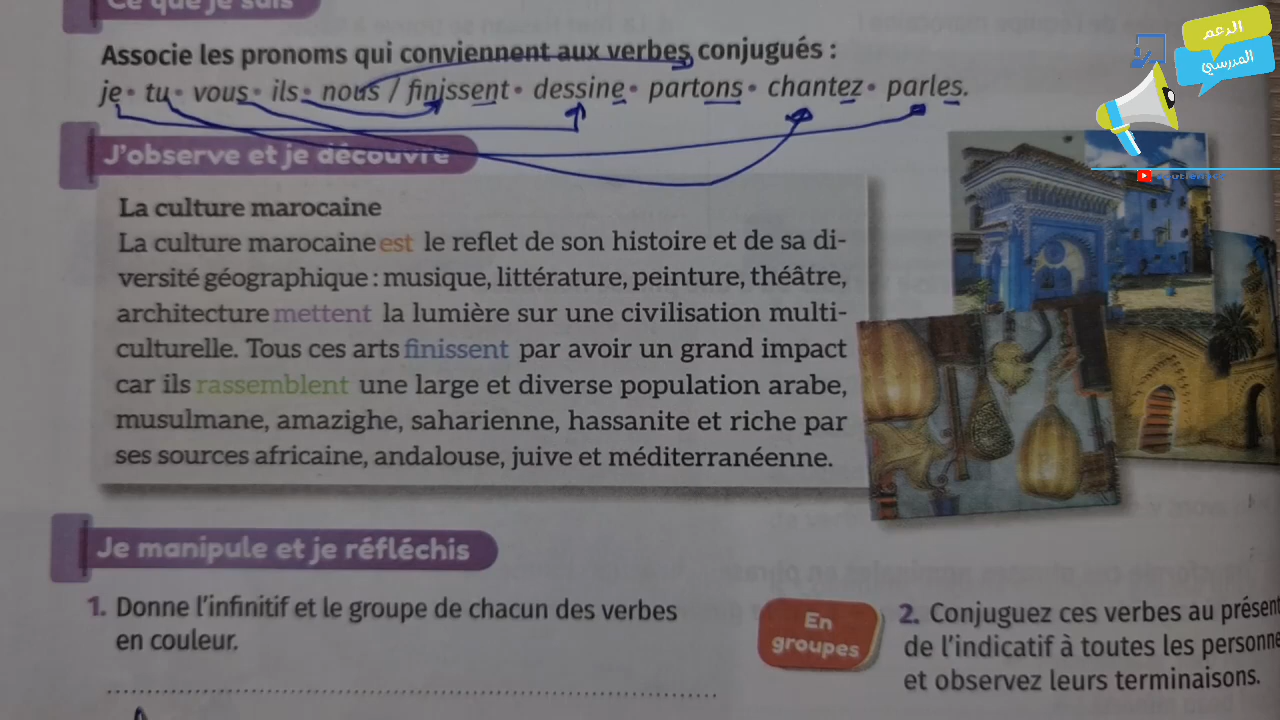 Ce que je sais
الدعم
المدرسي
Associe les pronoms qui conviennent aux verbes conjugués :
je • tu • vous • ils • nous / finissent • dessine • partons • chantez • parles.
J'observe et je découvre
La culture marocaine
La culture marocaine est le reflet de son histoire et de sa di-
versité géographique : musique, littérature, peinture, théâtre,
architecture mettent la lumière sur une civilisation multi-
culturelle. Tous ces arts finissent par avoir un grand impact
car ils rassemblent une large et diverse population arabe,
musulmane, amazighe, saharienne, hassanite et riche par
ses sources africaine, andalouse, juive et méditerranéenne.
Je manipule et je réfléchis
1. Donne l'infinitif et le groupe de chacun des verbes
en couleur.
En
groupes
2. Conjuguez ces verbes au présent
de l'indicatif à toutes les personne
et observez leurs terminaisons.